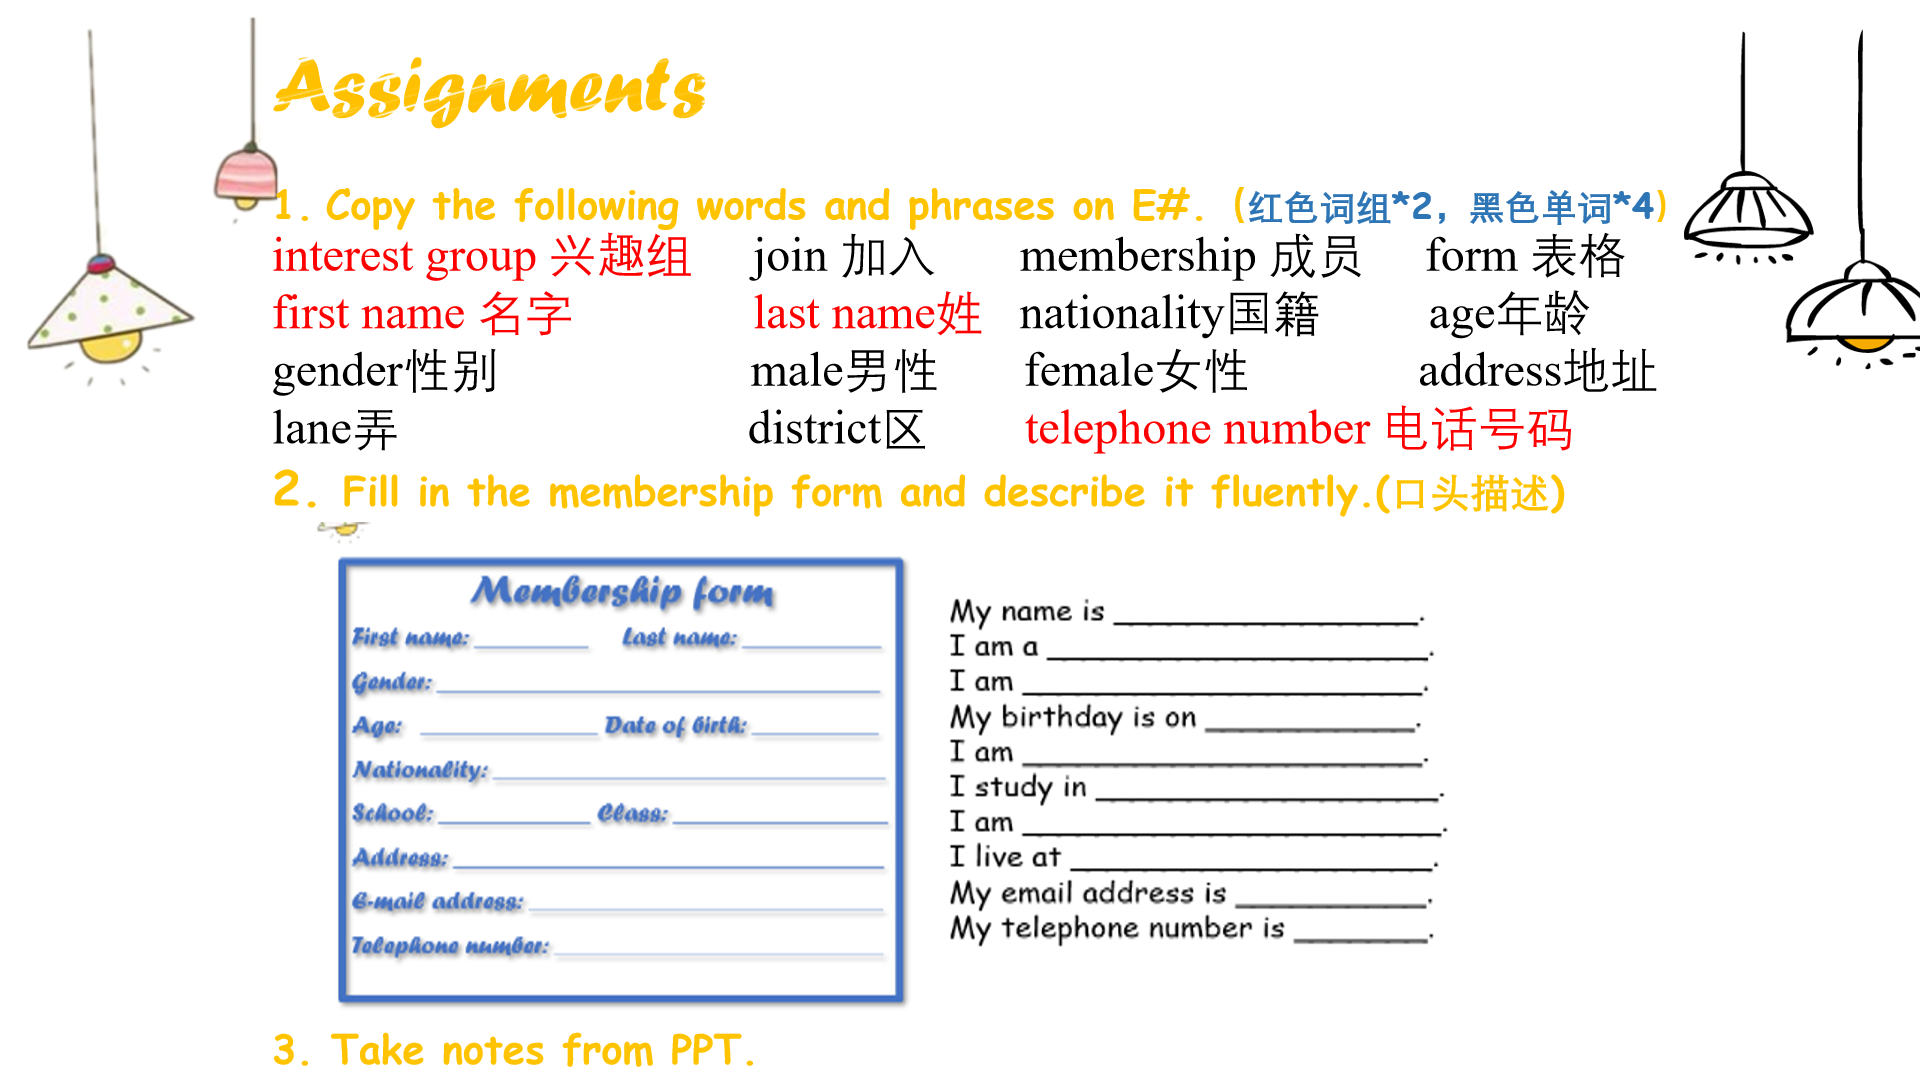 Assignments
1. Copy the following words and phrases on E#. (红色词组*2，黑色单词*4)
interest group 兴趣组 join 加入 membership 成员 form 表格
first name 名字 last name姓 nationality国籍 age年龄
gender性别 male男性 female女性 address地址
lane弄 district区 telephone number 电话号码
2. Fill in the membership form and describe it fluently.(口头描述)
Membership form
First name: ________ Last name: ________
Gender: ________
Age: ________ Date of birth: ________
Nationality: ________
School: ________ Class: ________
Address: ________
E-mail address: ________
Telephone number: ________
My name is ________.
I am a ________.
I am ________.
My birthday is on ________.
I am ________.
I study in ________.
I am ________.
I live at ________.
My email address is ________.
My telephone number is ________.
3. Take notes from PPT.